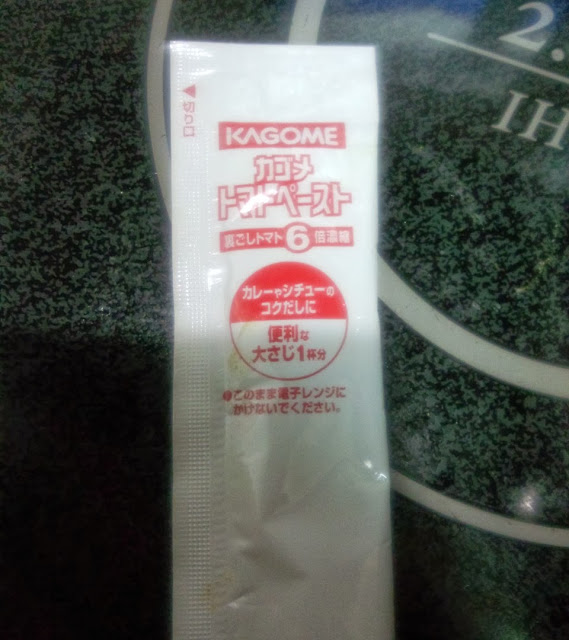 2.
IH
◀切り口
KAGOME
カゴメ
トマトペースト
裏ごしトマト6倍濃縮
カレーやシチューの
コクだしに
便利な
大さじ1杯分
※このまま電子レンジに
かけないでください。